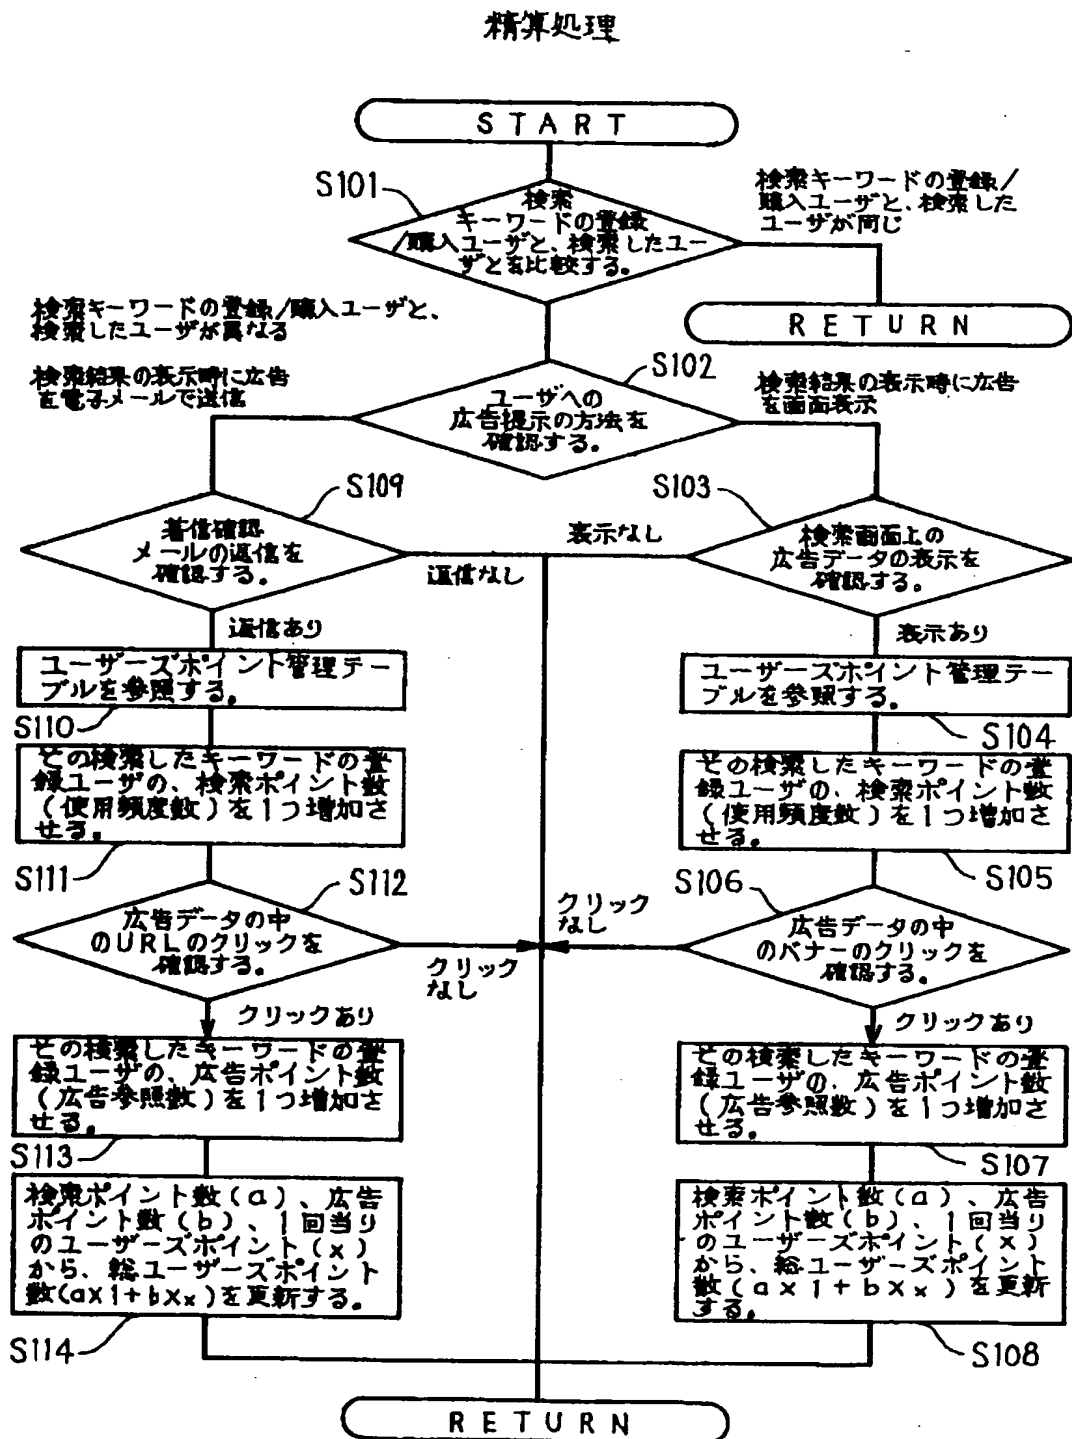 精算処理
START
S101
検索
キーワードの登録
/購入ユーザと、検索したユー
ザとを比較する。
検索キーワードの登録/
購入ユーザと、検索した
ユーザが同じ
RETURN
検索キーワードの登録/購入ユーザと、
検索したユーザが異なる
S102
ユーザへの
広告提示の方法を
確認する。
検索結果の表示時に広告
を電子メールで送信
検索結果の表示時に広告
を画面表示
S109
着信確認
メールの返信を
確認する。
返信なし
S103
検索画面上の
広告データの表示を
確認する。
表示なし
返信あり
表示あり
ユーザーズポイント管理テー
ブルを参照する。
S110
ユーザーズポイント管理テー
ブルを参照する。
S104
その検索したキーワードの登
録ユーザの、検索ポイント数
(使用頻度数)を1つ増加さ
せる。
S111
その検索したキーワードの登
録ユーザの、検索ポイント数
(使用頻度数)を1つ増加さ
せる。
S105
S112
広告データの中
のURLのクリックを
確認する。
クリック
なし
S106
広告データの中
のバナーのクリックを
確認する。
クリック
なし
クリックあり
クリックあり
その検索したキーワードの登
録ユーザの、広告ポイント数
(広告参照数)を1つ増加さ
せる。
S113
その検索したキーワードの登
録ユーザの、広告ポイント数
(広告参照数)を1つ増加さ
せる。
S107
検索ポイント数(a)、広告
ポイント数(b)、1回当り
のユーザーズポイント(x)
から、総ユーザーズポイント
数(a×1+b×x)を更新する。
S114
検索ポイント数(a)、広告
ポイント数(b)、1回当り
のユーザーズポイント(x)
から、総ユーザーズポイント
数(a×1+b×x)を更新
する。
S108
RETURN